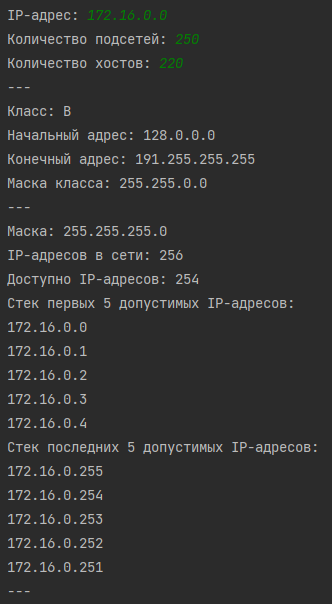 IP-адрес: 172.16.0.0
Количество подсетей: 250
Количество хостов: 220
---
Класс: B
Начальный адрес: 128.0.0.0
Конечный адрес: 191.255.255.255
Маска класса: 255.255.0.0
---
Маска: 255.255.255.0
IP-адресов в сети: 256
Доступно IP-адресов: 254
Стек первых 5 допустимых IP-адресов:
172.16.0.0
172.16.0.1
172.16.0.2
172.16.0.3
172.16.0.4
Стек последних 5 допустимых IP-адресов:
172.16.0.255
172.16.0.254
172.16.0.253
172.16.0.252
172.16.0.251
---